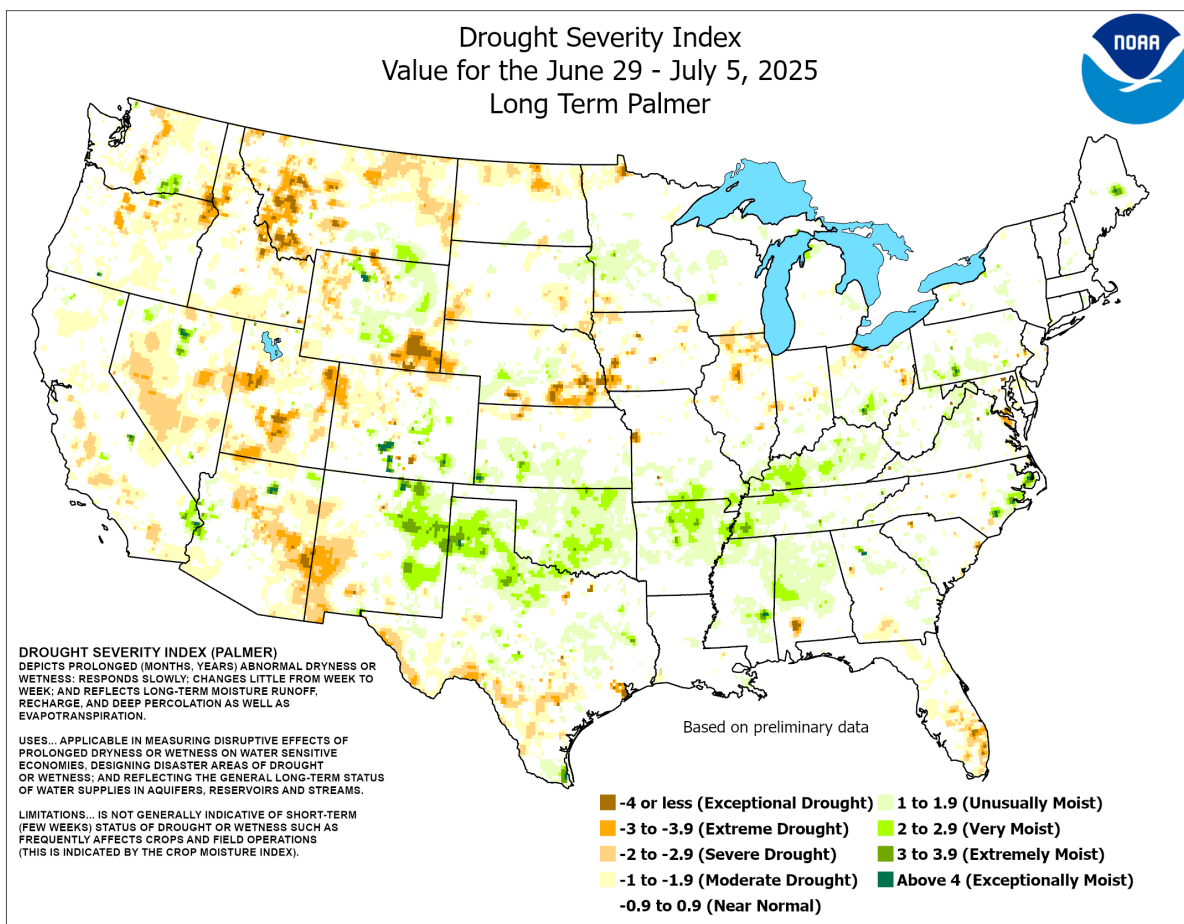 Drought Severity Index
Value for the June 29 - July 5, 2025
Long Term Palmer
NOAA
DROUGHT SEVERITY INDEX (PALMER)
DEPICTS PROLONGED (MONTHS, YEARS) ABNORMAL DRYNESS OR
WETNESS: RESPONDS SLOWLY; CHANGES LITTLE FROM WEEK TO
WEEK; AND REFLECTS LONG-TERM MOISTURE RUNOFF,
RECHARGE, AND DEEP PERCOLATION AS WELL AS
EVAPOTRANSPIRATION.
USES... APPLICABLE IN MEASURING DISRUPTIVE EFFECTS OF
PROLONGED DRYNESS OR WETNESS ON WATER SENSITIVE
ECONOMIES, DESIGNING DISASTER AREAS OF DROUGHT
OR WETNESS; AND REFLECTING THE GENERAL LONG-TERM STATUS
OF WATER SUPPLIES IN AQUIFERS, RESERVOIRS AND STREAMS.
LIMITATIONS... IS NOT GENERALLY INDICATIVE OF SHORT-TERM
(FEW WEEKS) STATUS OF DROUGHT OR WETNESS SUCH AS
FREQUENTLY AFFECTS CROPS AND FIELD OPERATIONS
(THIS IS INDICATED BY THE CROP MOISTURE INDEX).
Based on preliminary data
-4 or less (Exceptional Drought)
-3 to -3.9 (Extreme Drought)
-2 to -2.9 (Severe Drought)
-1 to -1.9 (Moderate Drought)
-0.9 to 0.9 (Near Normal)
1 to 1.9 (Unusually Moist)
2 to 2.9 (Very Moist)
3 to 3.9 (Extremely Moist)
Above 4 (Exceptionally Moist)